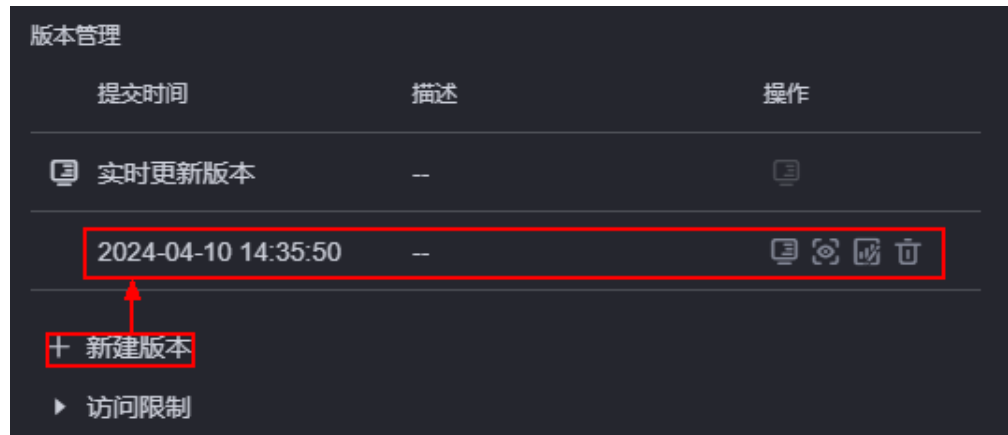 版本管理
提交时间 描述 操作
实时更新版本 --
2024-04-10 14:35:50 --
新建版本
访问限制